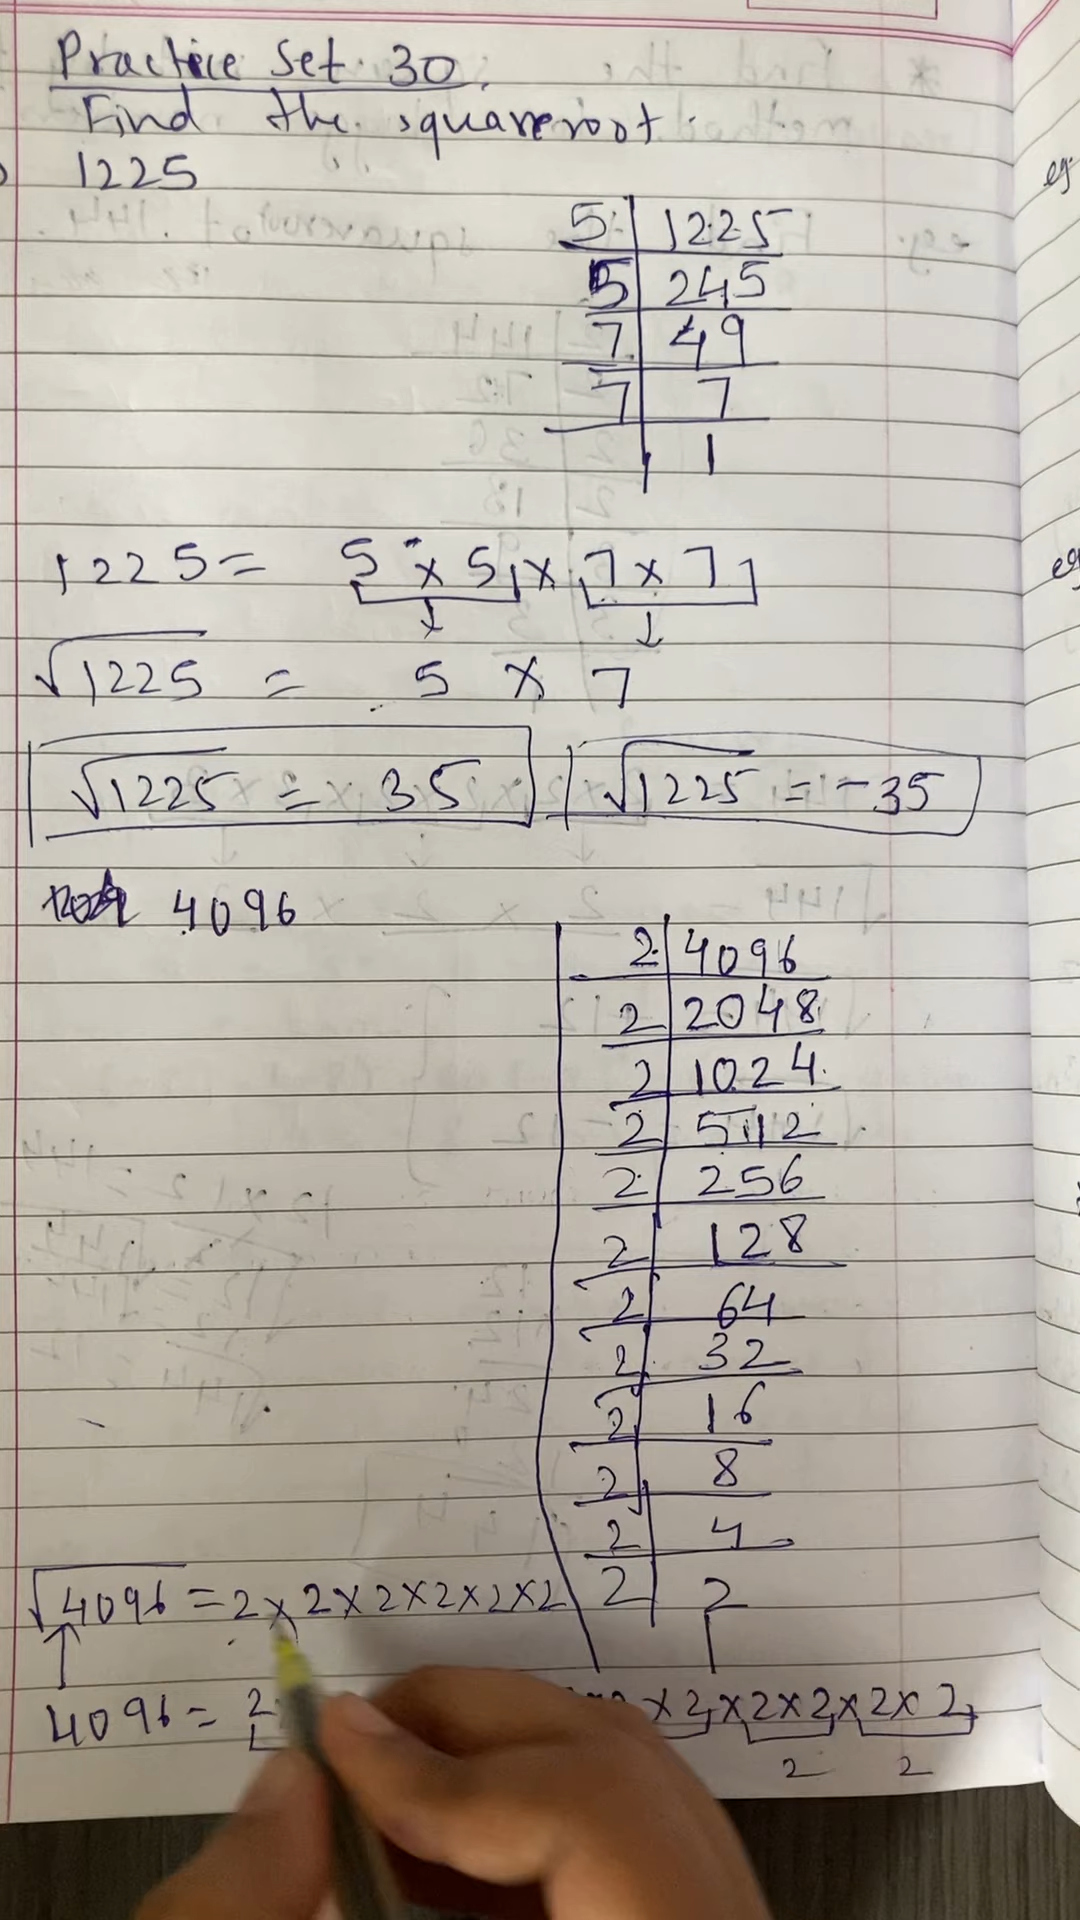 Practice Set. 30
Find the squareroot.
1225
5 | 1225
5 | 245
7 | 49
7 | 7
| 1
1225 = 5 × 5 × 7 × 7
√1225 = 5 × 7
√1225 = 35 √1225 = -35
4096
2 | 4096
2 | 2048
2 | 1024
2 | 512
2 | 256
2 | 128
2 | 64
2 | 32
2 | 16
2 | 8
2 | 4
2 | 2
√4096 = 2 × 2 × 2 × 2 × 2 × 2
4096 = 2 × 2 × 2 × 2 × 2 × 2
2 2
eg.